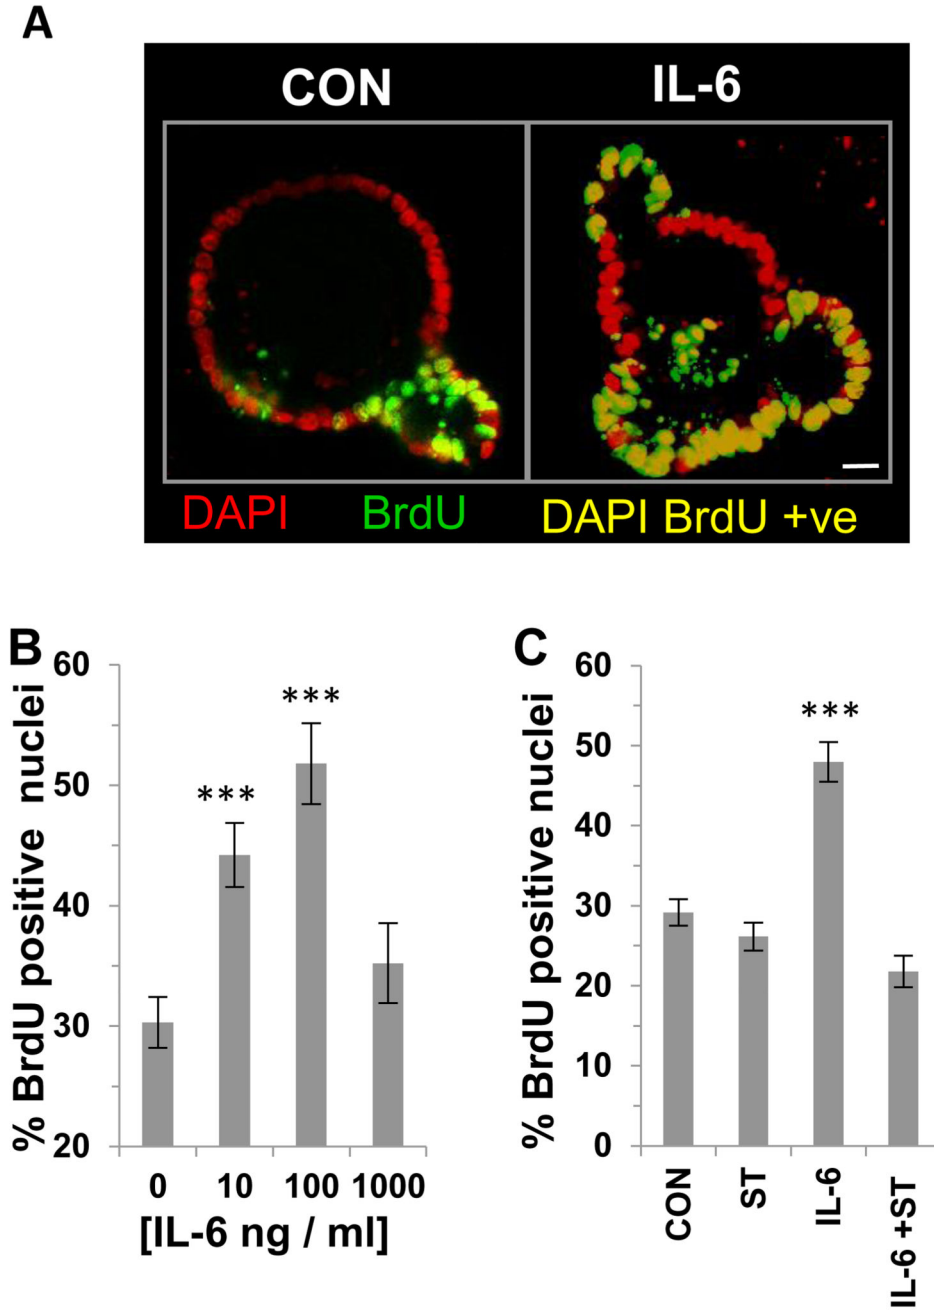 A
CON IL-6
DAPI BrdU DAPI BrdU +ve
B
% BrdU positive nuclei
60
50
40
30
20
***
***
0 10 100 1000
[IL-6 ng / ml]
C
% BrdU positive nuclei
60
50
40
30
20
10
0
***
CON
ST
IL-6
IL-6 +ST